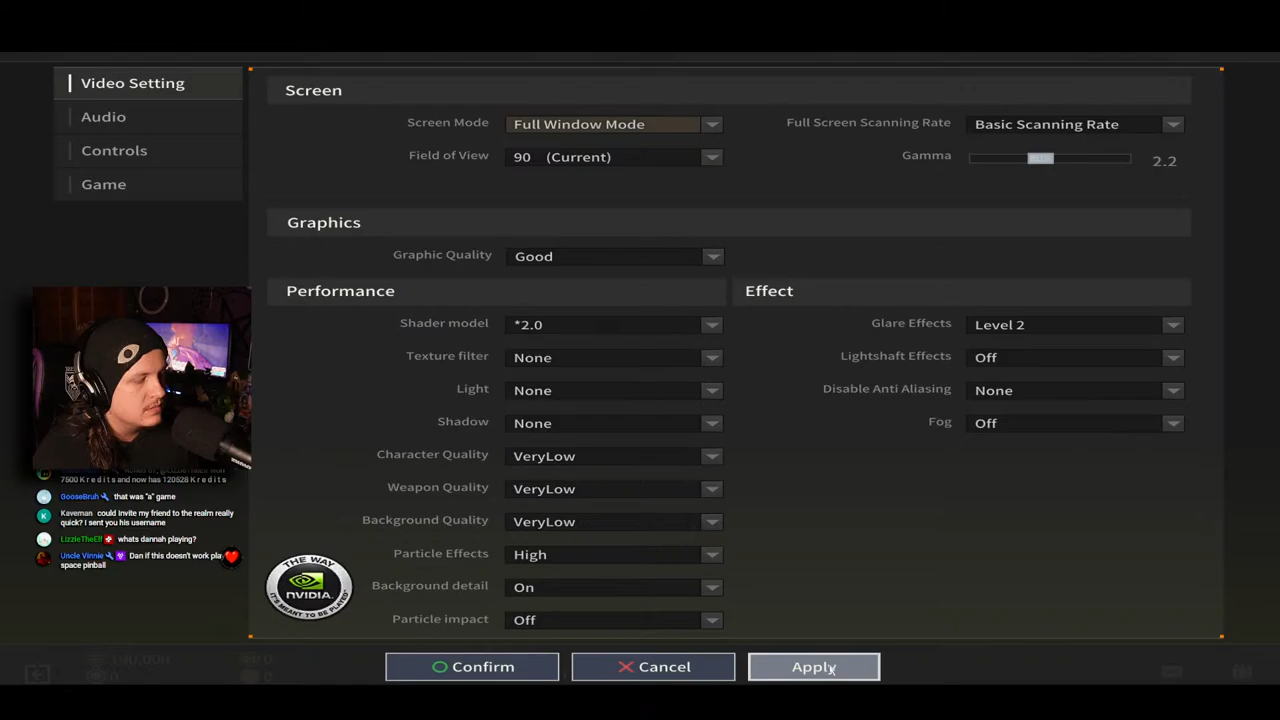 Video Setting
Audio
Controls
Game
Screen
Screen Mode Full Window Mode
Full Screen Scanning Rate Basic Scanning Rate
Field of View 90 (Current)
Gamma 2.2
Graphics
Graphic Quality Good
Performance
Effect
Shader model *2.0
Glare Effects Level 2
Texture filter None
Lightshaft Effects Off
Light None
Disable Anti Aliasing None
Shadow None
Fog Off
Character Quality VeryLow
Weapon Quality VeryLow
Background Quality VeryLow
Particle Effects High
Background detail On
Particle impact Off
THE WAY
NVIDIA.
IT'S MEANT TO BE PLAYED
7500 K r e d i t s and now has 120528 K r e d i t s
GooseBruh that was "a" game
Kaveman could invite my friend to the realm really
quick? I sent you his username
LizzieTheElf whats dannah playing?
Uncle Vinnie Dan if this doesn't work pla
space pinball
Confirm
Cancel
Apply